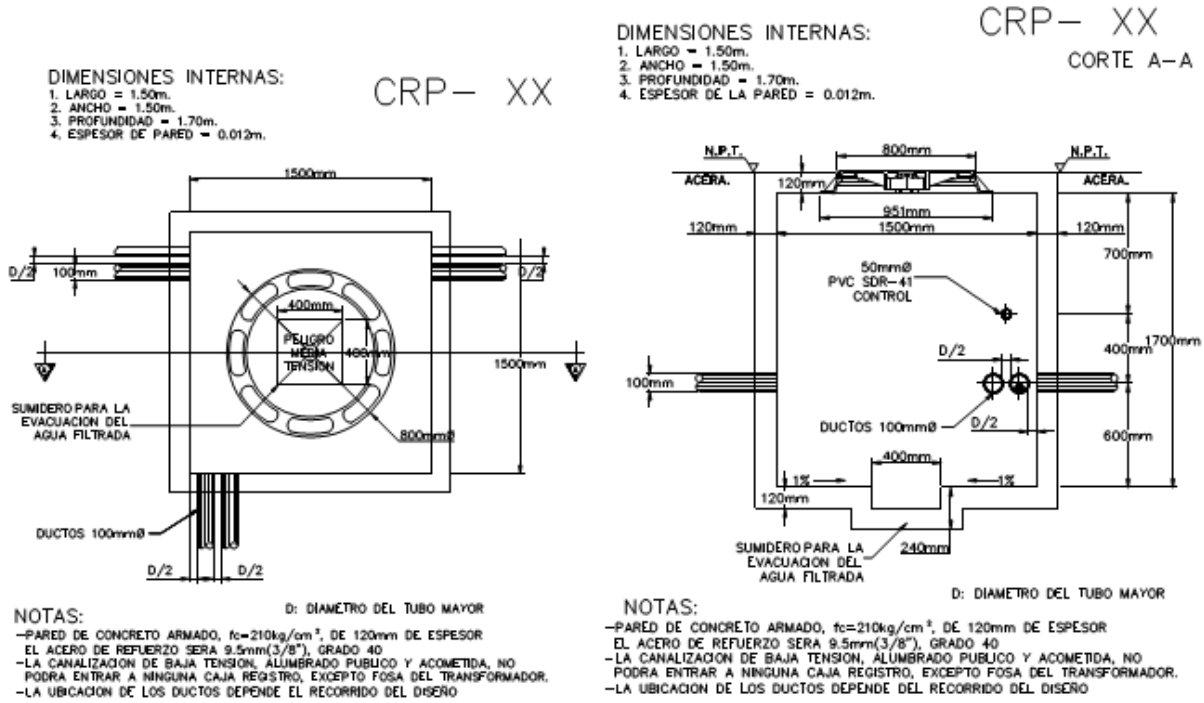 DIMENSIONES INTERNAS:
1. LARGO = 1.50m.
2. ANCHO = 1.50m.
3. PROFUNDIDAD = 1.70m.
4. ESPESOR DE PARED = 0.012m.
CRP- XX
1500mm
D/2
100mm
D/2
400mm
PELIGRO
MEDIA
TENSION
400mm
1500mm
SUMIDERO PARA LA
EVACUACION DEL
AGUA FILTRADA
800mmØ
DUCTOS 100mmØ
D/2
D/2
D: DIAMETRO DEL TUBO MAYOR
NOTAS:
-PARED DE CONCRETO ARMADO, fc=210kg/cm², DE 120mm DE ESPESOR
EL ACERO DE REFUERZO SERA 9.5mm(3/8"), GRADO 40
-LA CANALIZACION DE BAJA TENSION, ALUMBRADO PUBLICO Y ACOMETIDA, NO
PODRA ENTRAR A NINGUNA CAJA REGISTRO, EXCEPTO FOSA DEL TRANSFORMADOR.
-LA UBICACION DE LOS DUCTOS DEPENDE EL RECORRIDO DEL DISEÑO
CRP- XX
CORTE A-A
DIMENSIONES INTERNAS:
1. LARGO = 1.50m.
2. ANCHO = 1.50m.
3. PROFUNDIDAD = 1.70m.
4. ESPESOR DE LA PARED = 0.012m.
N.P.T.
800mm
N.P.T.
ACERA.
120mm
ACERA.
951mm
120mm
1500mm
120mm
700mm
50mmØ
PVC SDR-41
CONTROL
D/2
400mm
1700mm
100mm
DUCTOS 100mmØ
D/2
600mm
400mm
1%
1%
120mm
240mm
SUMIDERO PARA LA
EVACUACION DEL
AGUA FILTRADA
D: DIAMETRO DEL TUBO MAYOR
NOTAS:
-PARED DE CONCRETO ARMADO, fc=210kg/cm², DE 120mm DE ESPESOR
EL ACERO DE REFUERZO SERA 9.5mm(3/8"), GRADO 40
-LA CANALIZACION DE BAJA TENSION, ALUMBRADO PUBLICO Y ACOMETIDA, NO
PODRA ENTRAR A NINGUNA CAJA REGISTRO, EXCEPTO FOSA DEL TRANSFORMADOR.
-LA UBICACION DE LOS DUCTOS DEPENDE DEL RECORRIDO DEL DISEÑO